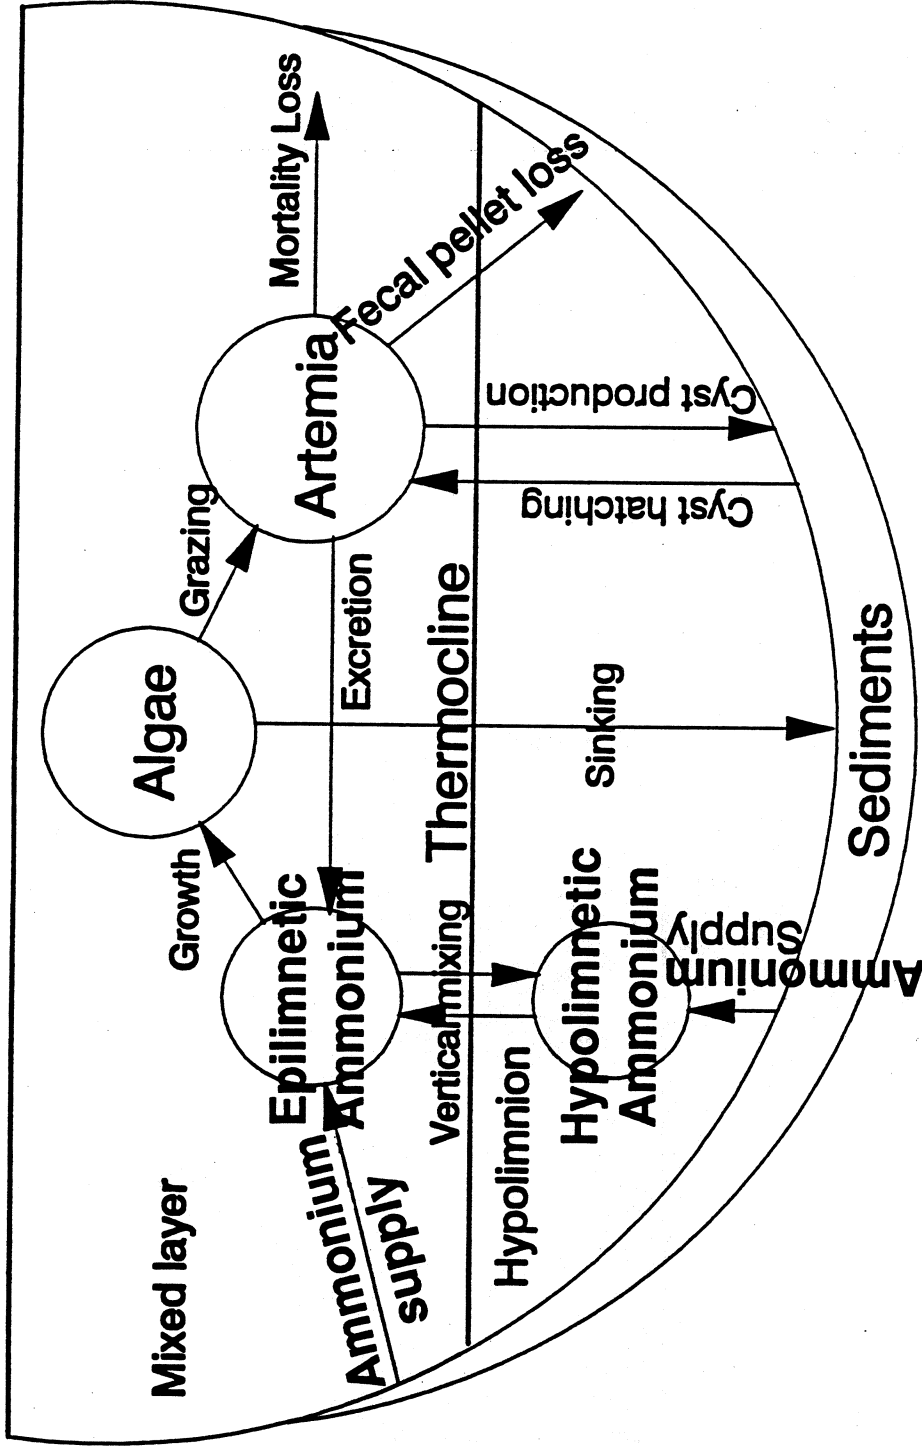 Mixed layer
Growth
Algae
Grazing
Mortality Loss
Ammonium
supply
Epilimnetic
Ammonium
Excretion
Artemia
Fecal pellet loss
Vertical mixing
Thermocline
Hypolimnion
Hypolimnetic
Ammonium
Sinking
Cyst hatching
Cyst production
Ammonium
Supply
Sediments